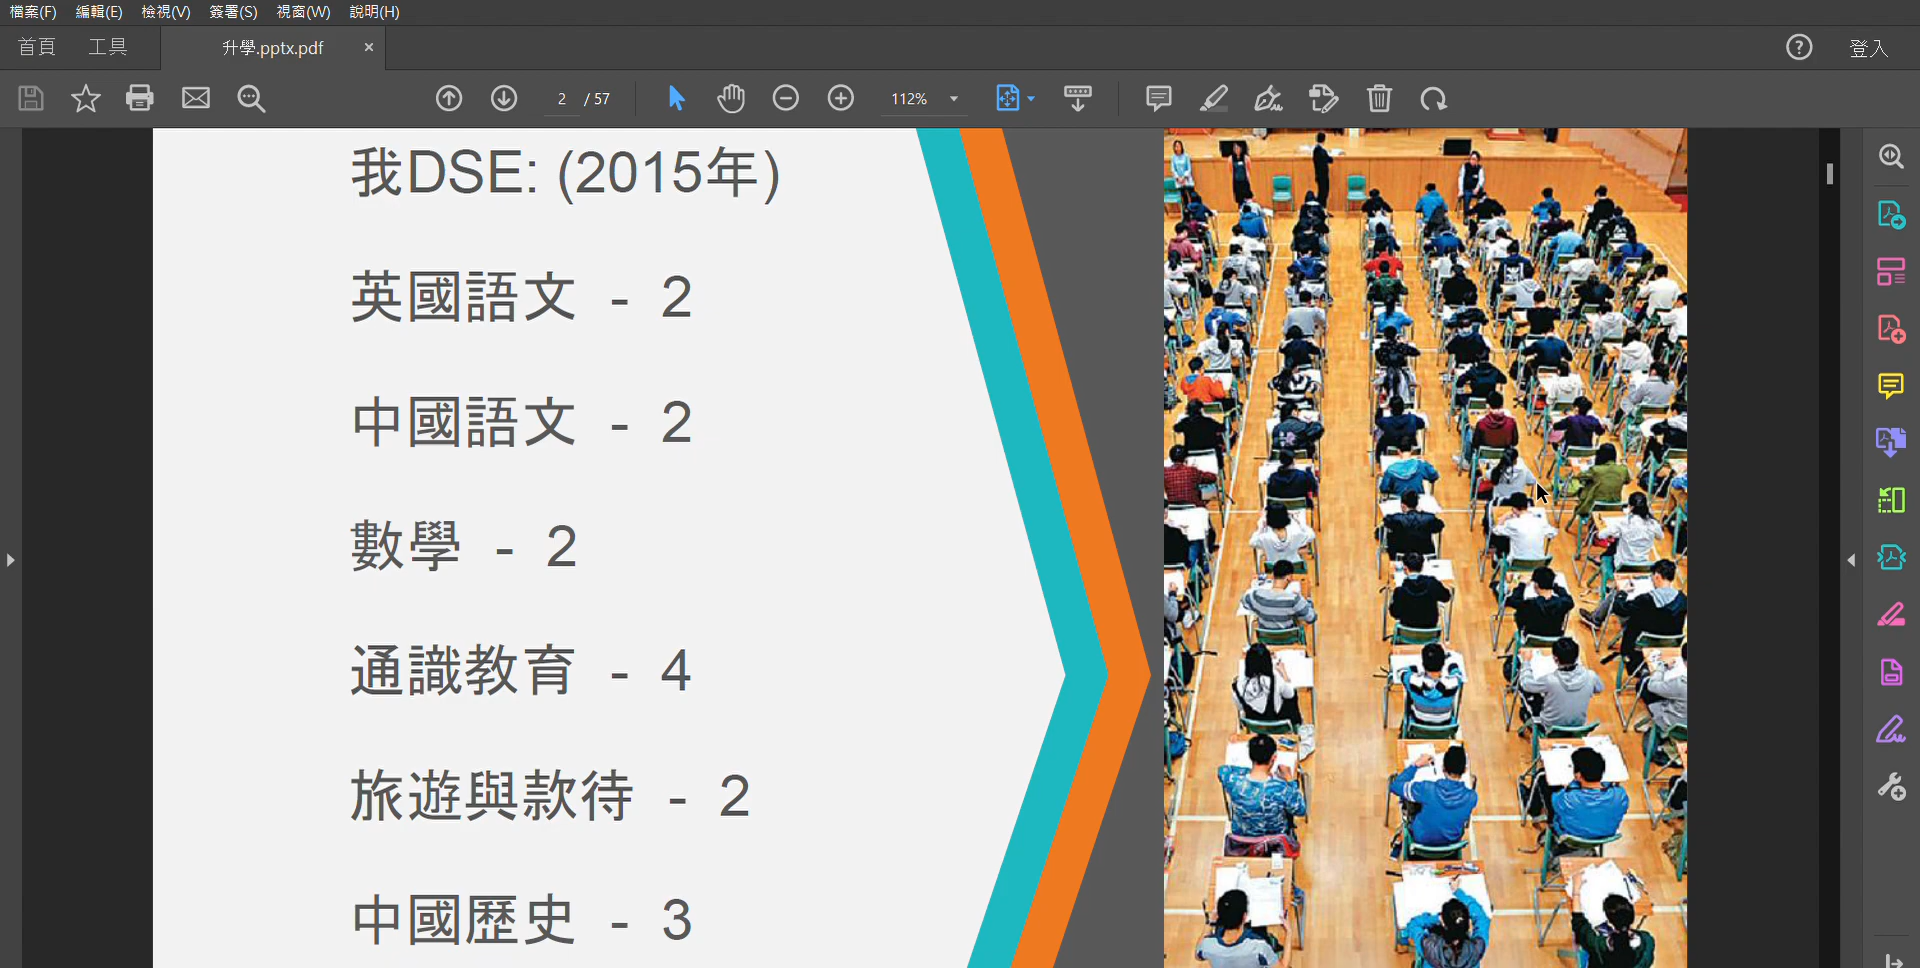 檔案(F) 編輯(E) 檢視(V) 簽署(S) 視窗(W) 說明(H)
首頁 工具 升學.pptx.pdf × ? 登入
2 / 57 112%
我DSE: (2015年)
英國語文 - 2
中國語文 - 2
數學 - 2
通識教育 - 4
旅遊與款待 - 2
中國歷史 - 3